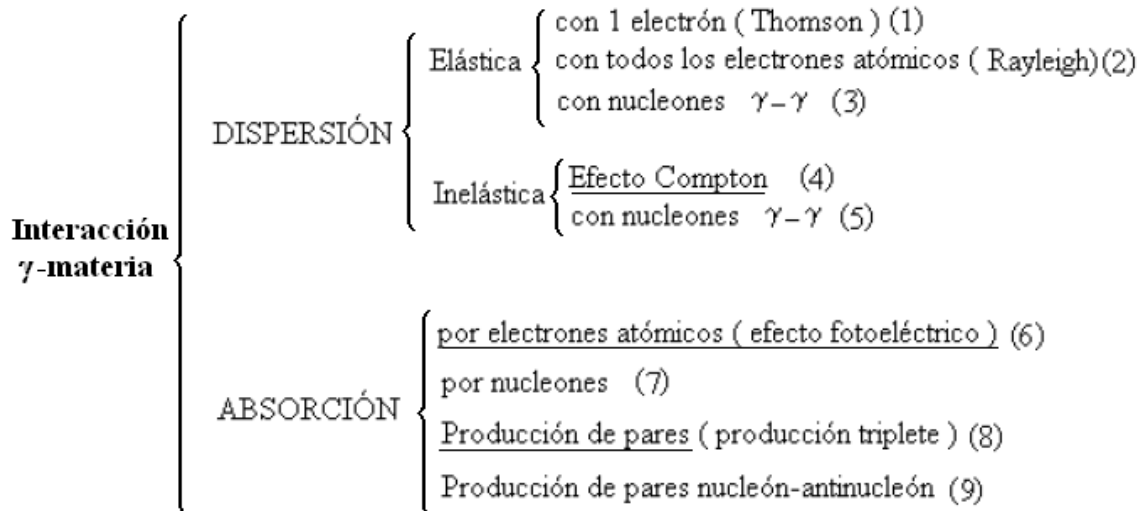 Interacción
γ-materia
DISPERSIÓN
Elástica
con 1 electrón ( Thomson ) (1)
con todos los electrones atómicos ( Rayleigh) (2)
con nucleones γ-γ (3)
Inelástica
Efecto Compton (4)
con nucleones γ-γ (5)
ABSORCIÓN
por electrones atómicos ( efecto fotoeléctrico ) (6)
por nucleones (7)
Producción de pares ( producción triplete ) (8)
Producción de pares nucleón-antinucleón (9)